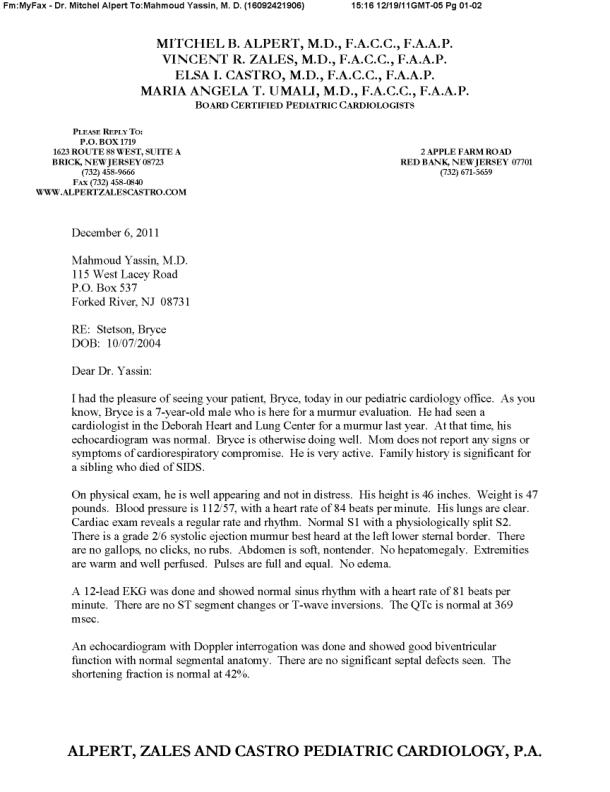 Fm:MyFax - Dr. Mitchel Alpert To:Mahmoud Yassin, M. D. (16092421906) 15:16 12/19/11GMT-05 Pg 01-02
MITCHEL B. ALPERT, M.D., F.A.C.C., F.A.A.P.
VINCENT R. ZALES, M.D., F.A.C.C., F.A.A.P.
ELSA I. CASTRO, M.D., F.A.C.C., F.A.A.P.
MARIA ANGELA T. UMALI, M.D., F.A.C.C., F.A.A.P.
BOARD CERTIFIED PEDIATRIC CARDIOLOGISTS
PLEASE REPLY TO:
P.O. BOX 1719
1623 ROUTE 88 WEST, SUITE A
BRICK, NEW JERSEY 08723
(732) 458-9666
FAX (732) 458-0840
WWW.ALPERTZALESCASTRO.COM
2 APPLE FARM ROAD
RED BANK, NEW JERSEY 07701
(732) 671-5659
December 6, 2011
Mahmoud Yassin, M.D.
115 West Lacey Road
P.O. Box 537
Forked River, NJ 08731
RE: Stetson, Bryce
DOB: 10/07/2004
Dear Dr. Yassin:
I had the pleasure of seeing your patient, Bryce, today in our pediatric cardiology office. As you
know, Bryce is a 7-year-old male who is here for a murmur evaluation. He had seen a
cardiologist in the Deborah Heart and Lung Center for a murmur last year. At that time, his
echocardiogram was normal. Bryce is otherwise doing well. Mom does not report any signs or
symptoms of cardiorespiratory compromise. He is very active. Family history is significant for
a sibling who died of SIDS.
On physical exam, he is well appearing and not in distress. His height is 46 inches. Weight is 47
pounds. Blood pressure is 112/57, with a heart rate of 84 beats per minute. His lungs are clear.
Cardiac exam reveals a regular rate and rhythm. Normal S1 with a physiologically split S2.
There is a grade 2/6 systolic ejection murmur best heard at the left lower sternal border. There
are no gallops, no clicks, no rubs. Abdomen is soft, nontender. No hepatomegaly. Extremities
are warm and well perfused. Pulses are full and equal. No edema.
A 12-lead EKG was done and showed normal sinus rhythm with a heart rate of 81 beats per
minute. There are no ST segment changes or T-wave inversions. The QTc is normal at 369
msec.
An echocardiogram with Doppler interrogation was done and showed good biventricular
function with normal segmental anatomy. There are no significant septal defects seen. The
shortening fraction is normal at 42%.
ALPERT, ZALES AND CASTRO PEDIATRIC CARDIOLOGY, P.A.